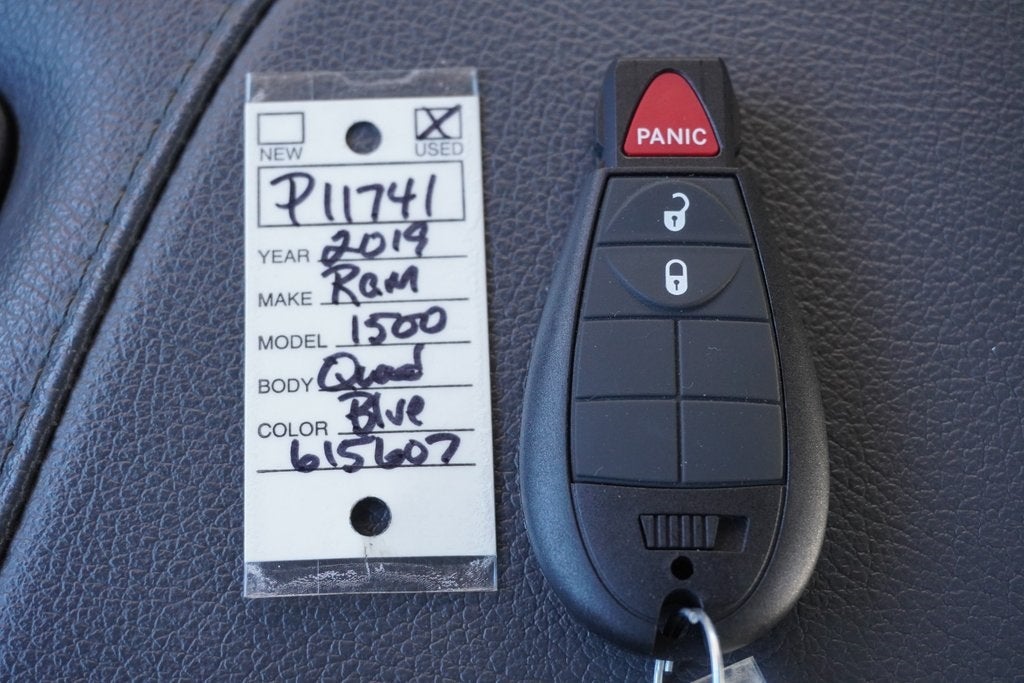 NEW USED
P11741
YEAR 2019
MAKE Ram
MODEL 1500
BODY Quad
COLOR Blue
615607
PANIC